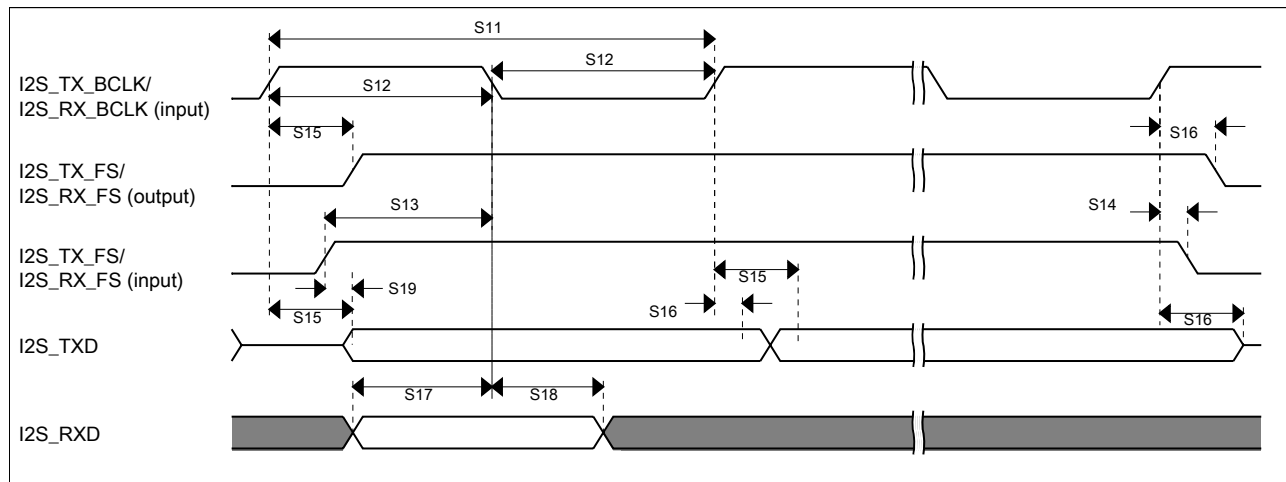 S11
I2S_TX_BCLK/
I2S_RX_BCLK (input)
S12
S12
S15
S16
I2S_TX_FS/
I2S_RX_FS (output)
S13
S14
I2S_TX_FS/
I2S_RX_FS (input)
S15
S19
S15
S16
S16
I2S_TXD
S17
S18
I2S_RXD